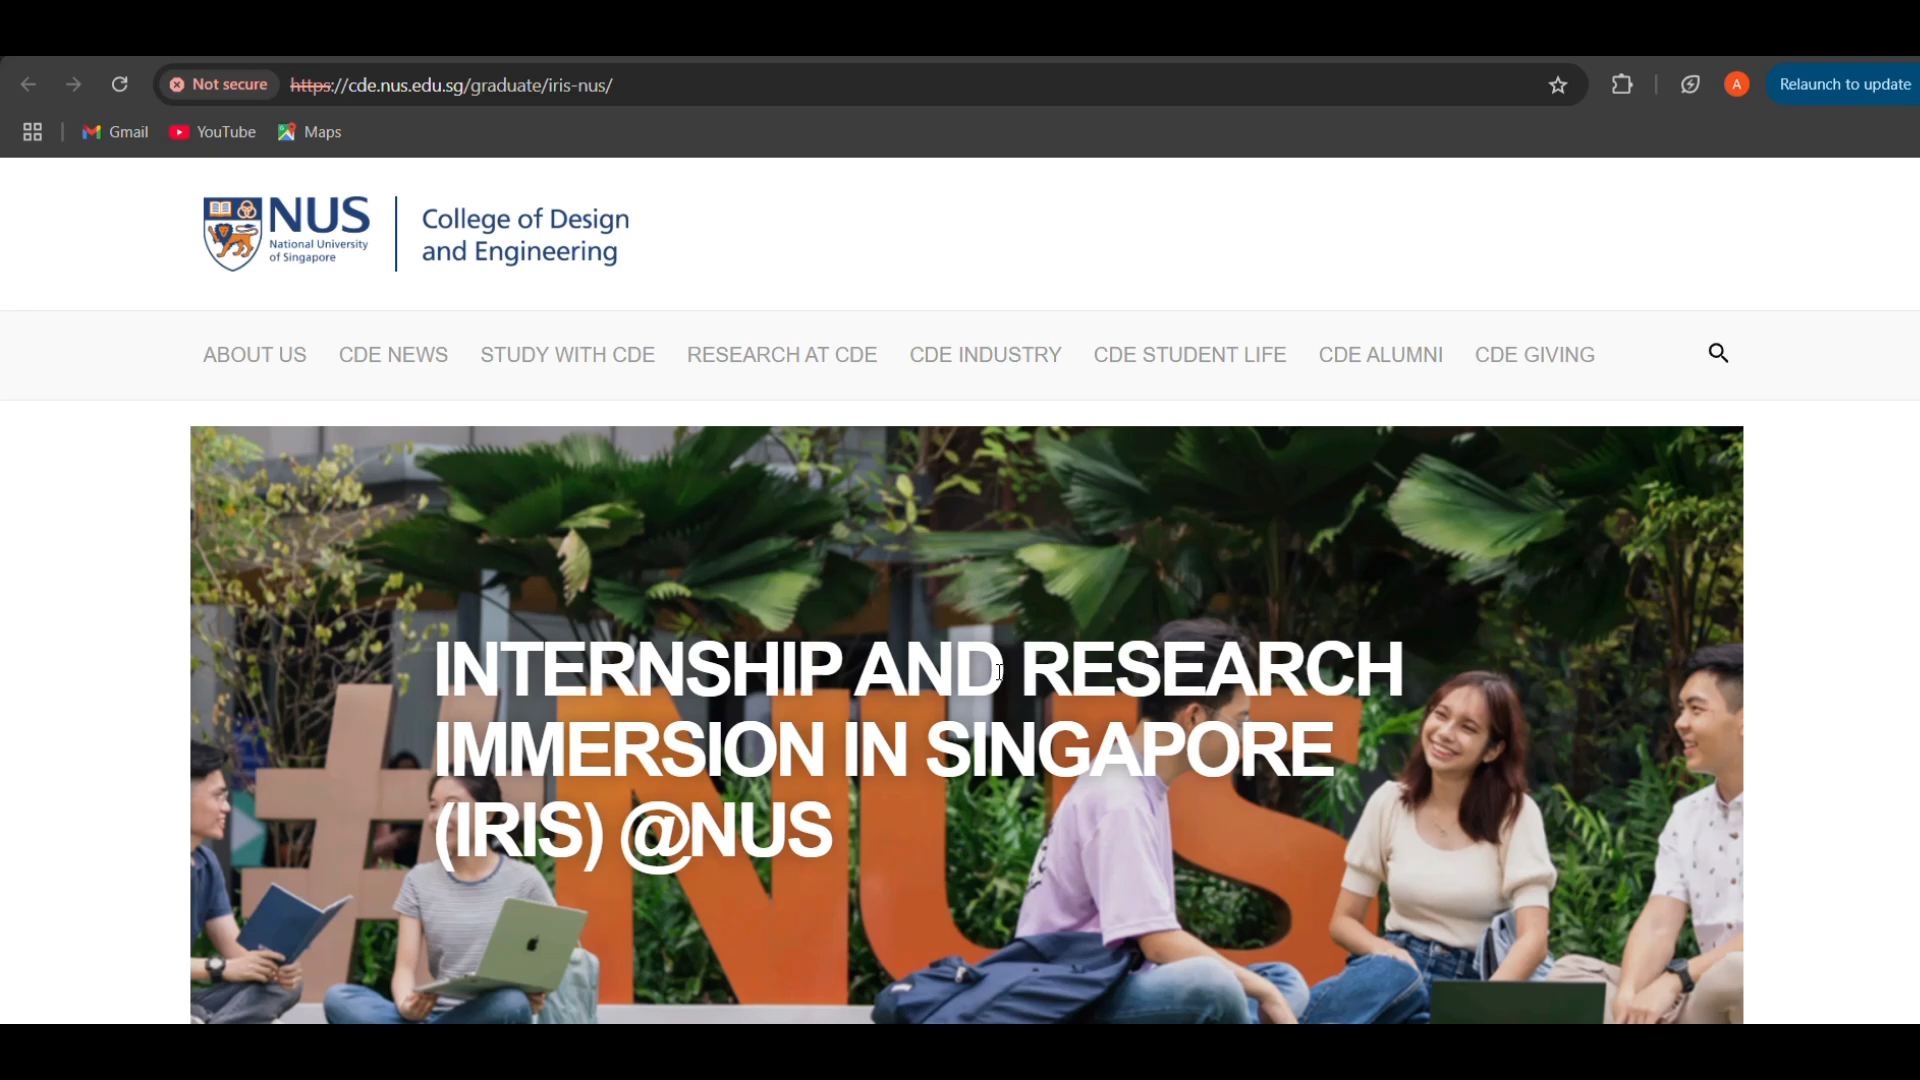 Not secure https://cde.nus.edu.sg/graduate/iris-nus/ A Relaunch to update
Gmail YouTube Maps
NUS
National University
of Singapore
College of Design
and Engineering
ABOUT US CDE NEWS STUDY WITH CDE RESEARCH AT CDE CDE INDUSTRY CDE STUDENT LIFE CDE ALUMNI CDE GIVING
INTERNSHIP AND RESEARCH
IMMERSION IN SINGAPORE
(IRIS) @NUS
#NUS